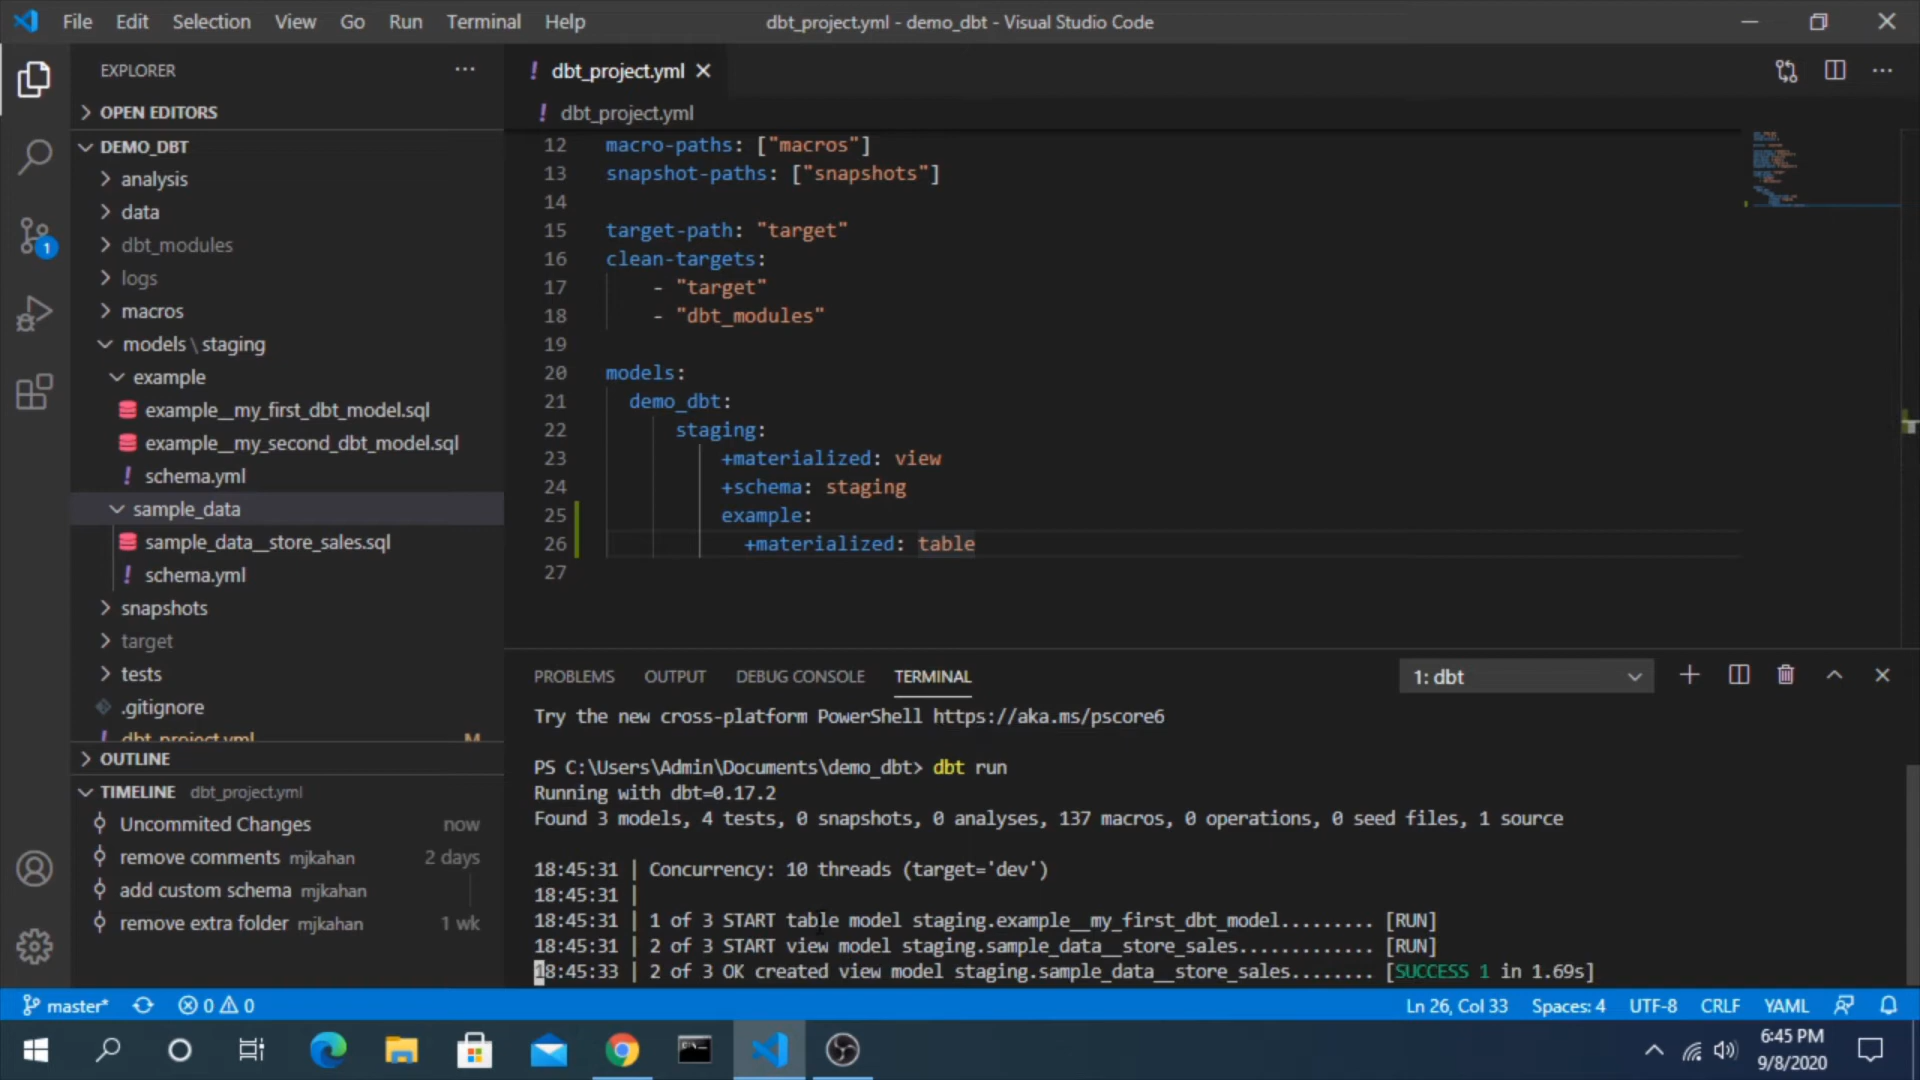 File Edit Selection View Go Run Terminal Help
dbt_project.yml - demo_dbt - Visual Studio Code
EXPLORER
OPEN EDITORS
DEMO_DBT
analysis
data
dbt_modules
logs
macros
models \ staging
example
example__my_first_dbt_model.sql
example__my_second_dbt_model.sql
! schema.yml
sample_data
sample_data__store_sales.sql
! schema.yml
snapshots
target
tests
.gitignore
! dbt_project.yml M
OUTLINE
TIMELINE dbt_project.yml
Uncommited Changes now
remove comments mjkahan 2 days
add custom schema mjkahan
remove extra folder mjkahan 1 wk
! dbt_project.yml
! dbt_project.yml
12 macro-paths: ["macros"]
13 snapshot-paths: ["snapshots"]
14
15 target-path: "target"
16 clean-targets:
17 - "target"
18 - "dbt_modules"
19
20 models:
21 demo_dbt:
22 staging:
23 +materialized: view
24 +schema: staging
25 example:
26 +materialized: table
27
PROBLEMS OUTPUT DEBUG CONSOLE TERMINAL
1: dbt
Try the new cross-platform PowerShell https://aka.ms/pscore6
PS C:\Users\Admin\Documents\demo_dbt> dbt run
Running with dbt=0.17.2
Found 3 models, 4 tests, 0 snapshots, 0 analyses, 137 macros, 0 operations, 0 seed files, 1 source
18:45:31 | Concurrency: 10 threads (target='dev')
18:45:31 |
18:45:31 | 1 of 3 START table model staging.example__my_first_dbt_model......... [RUN]
18:45:31 | 2 of 3 START view model staging.sample_data__store_sales............. [RUN]
18:45:33 | 2 of 3 OK created view model staging.sample_data__store_sales........ [SUCCESS 1 in 1.69s]
1
master* 0 0
Ln 26, Col 33 Spaces: 4 UTF-8 CRLF YAML
6:45 PM
9/8/2020